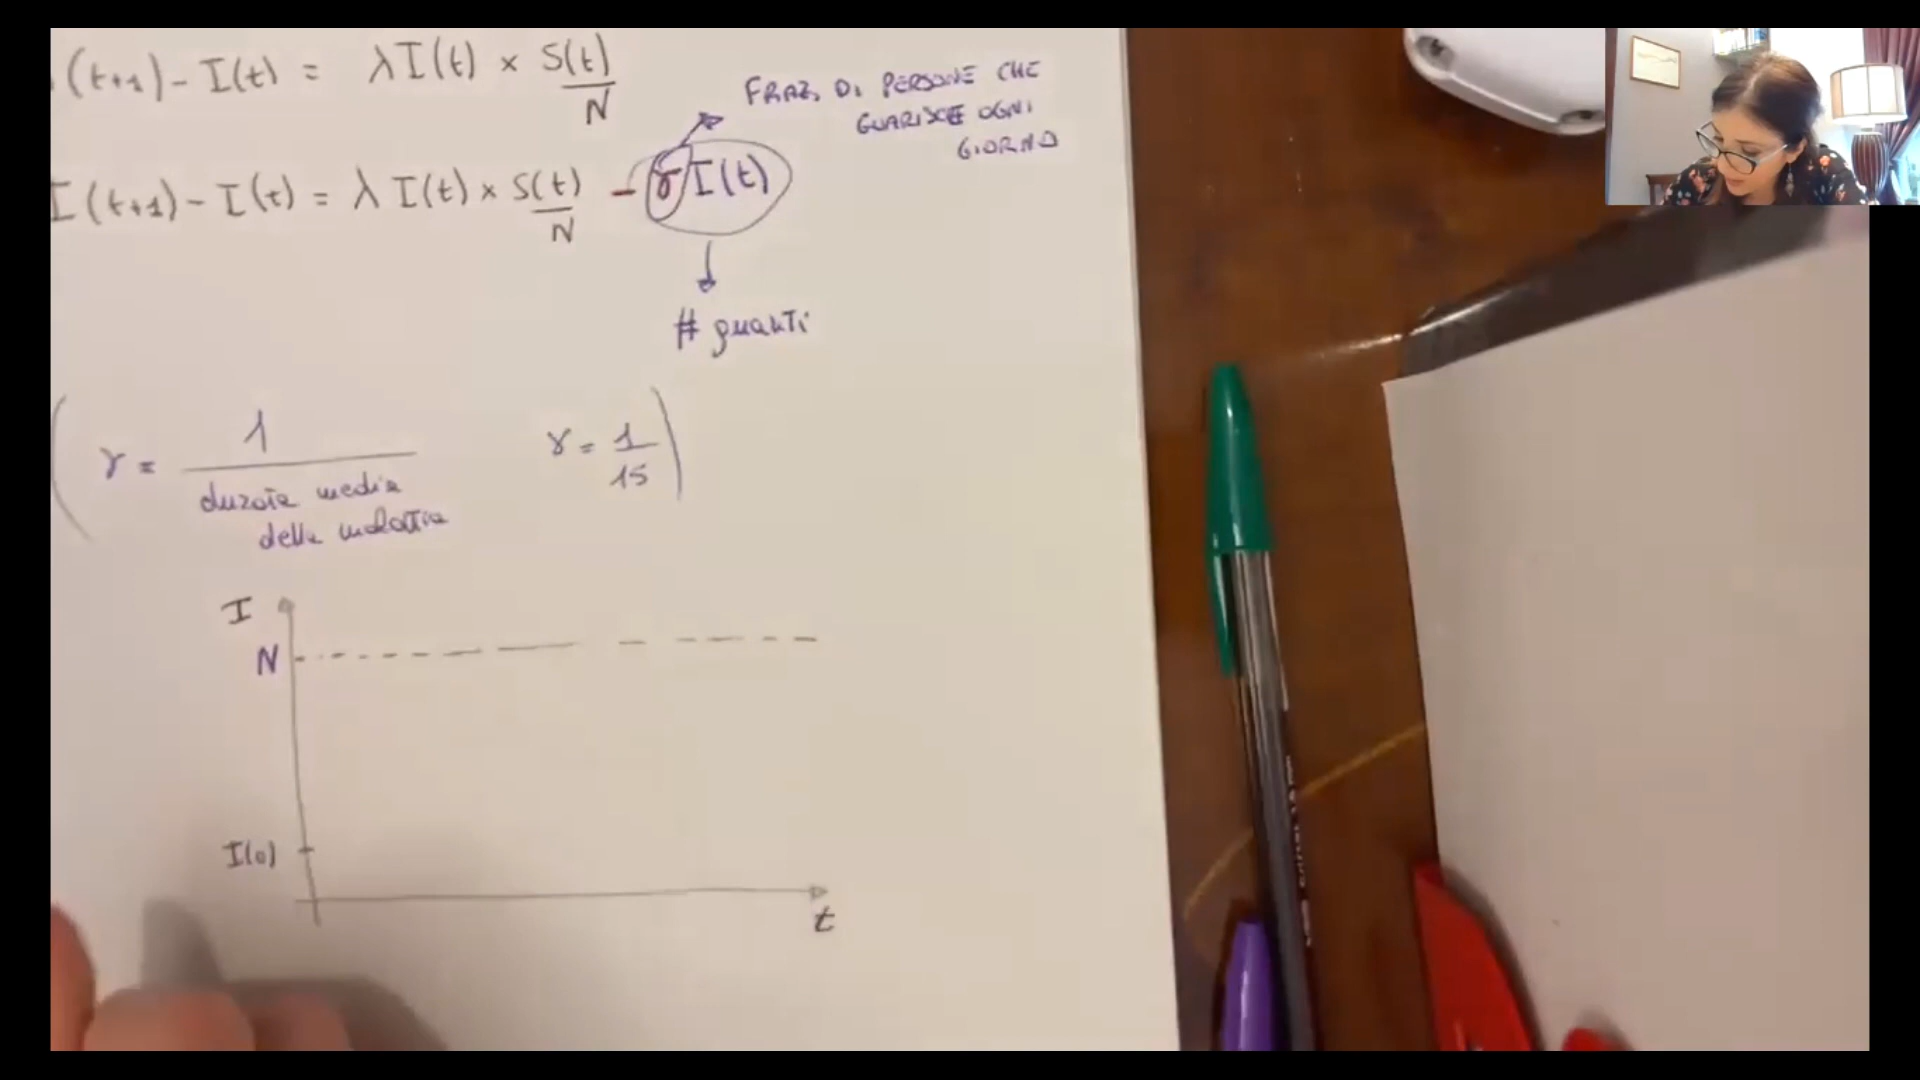 (t+1) - I(t) = λI(t) × S(t)/N
FRAZ. DI PERSONE CHE
GUARISCE OGNI
GIORNO
I(t+1) - I(t) = λ I(t) × S(t)/N - γ I(t)
# guariti
( γ = 1 / durata media
della malattia
γ = 1/15 )
I
N
I(0)
t